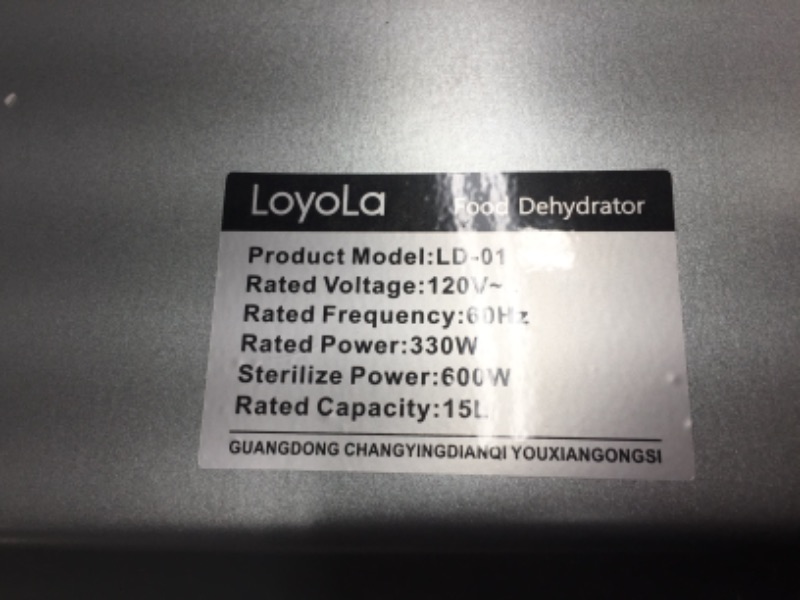 LoyoLa Food Dehydrator
Product Model:LD-01
Rated Voltage:120V~
Rated Frequency:60Hz
Rated Power:330W
Sterilize Power:600W
Rated Capacity:15L
GUANGDONG CHANGYINGDIANQI YOUXIANGONGSI